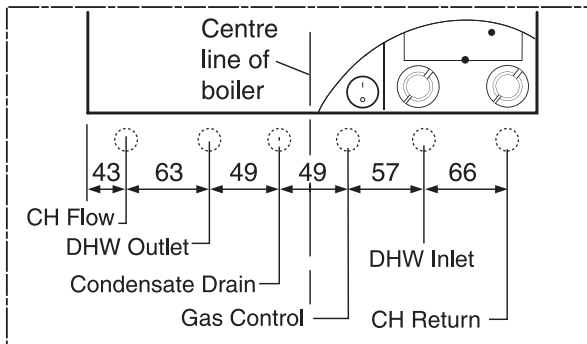 Centre
line of
boiler
43 63 49 49 57 66
CH Flow
DHW Outlet
DHW Inlet
Condensate Drain
Gas Control
CH Return